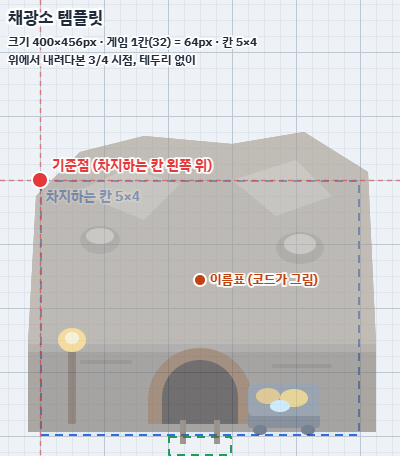 채광소 템플릿
크기 400×456px · 게임 1칸(32) = 64px · 칸 5×4
위에서 내려다본 3/4 시점, 테두리 없이
기준점 (차지하는 칸 왼쪽 위)
차지하는 칸 5×4
이름표 (코드가 그림)